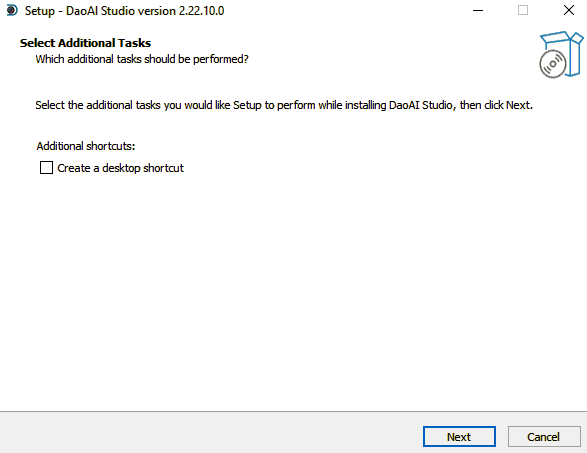 Setup - DaoAI Studio version 2.22.10.0
Select Additional Tasks
Which additional tasks should be performed?
Select the additional tasks you would like Setup to perform while installing DaoAI Studio, then click Next.
Additional shortcuts:
Create a desktop shortcut
Next
Cancel